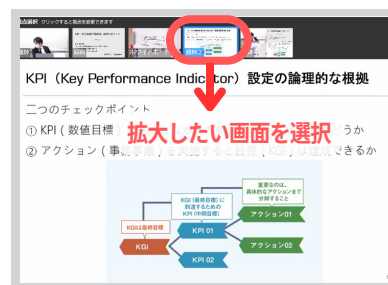 視点選択 クリックすると視点を変更できます
資料2
KPI（Key Performance Indicator）設定の論理的な根拠
二つのチェックポイント
① KPI ( 数値目標 )
うか
拡大したい画面を選択
② アクション ( 事
できるか
重要なのは、
具体的なアクションまで
分解すること
KGI（最終目標）に
到達するための
KPI（中間目標）
アクション01
KGIは最終目標
KPI 01
KGI
アクション02
KPI 02